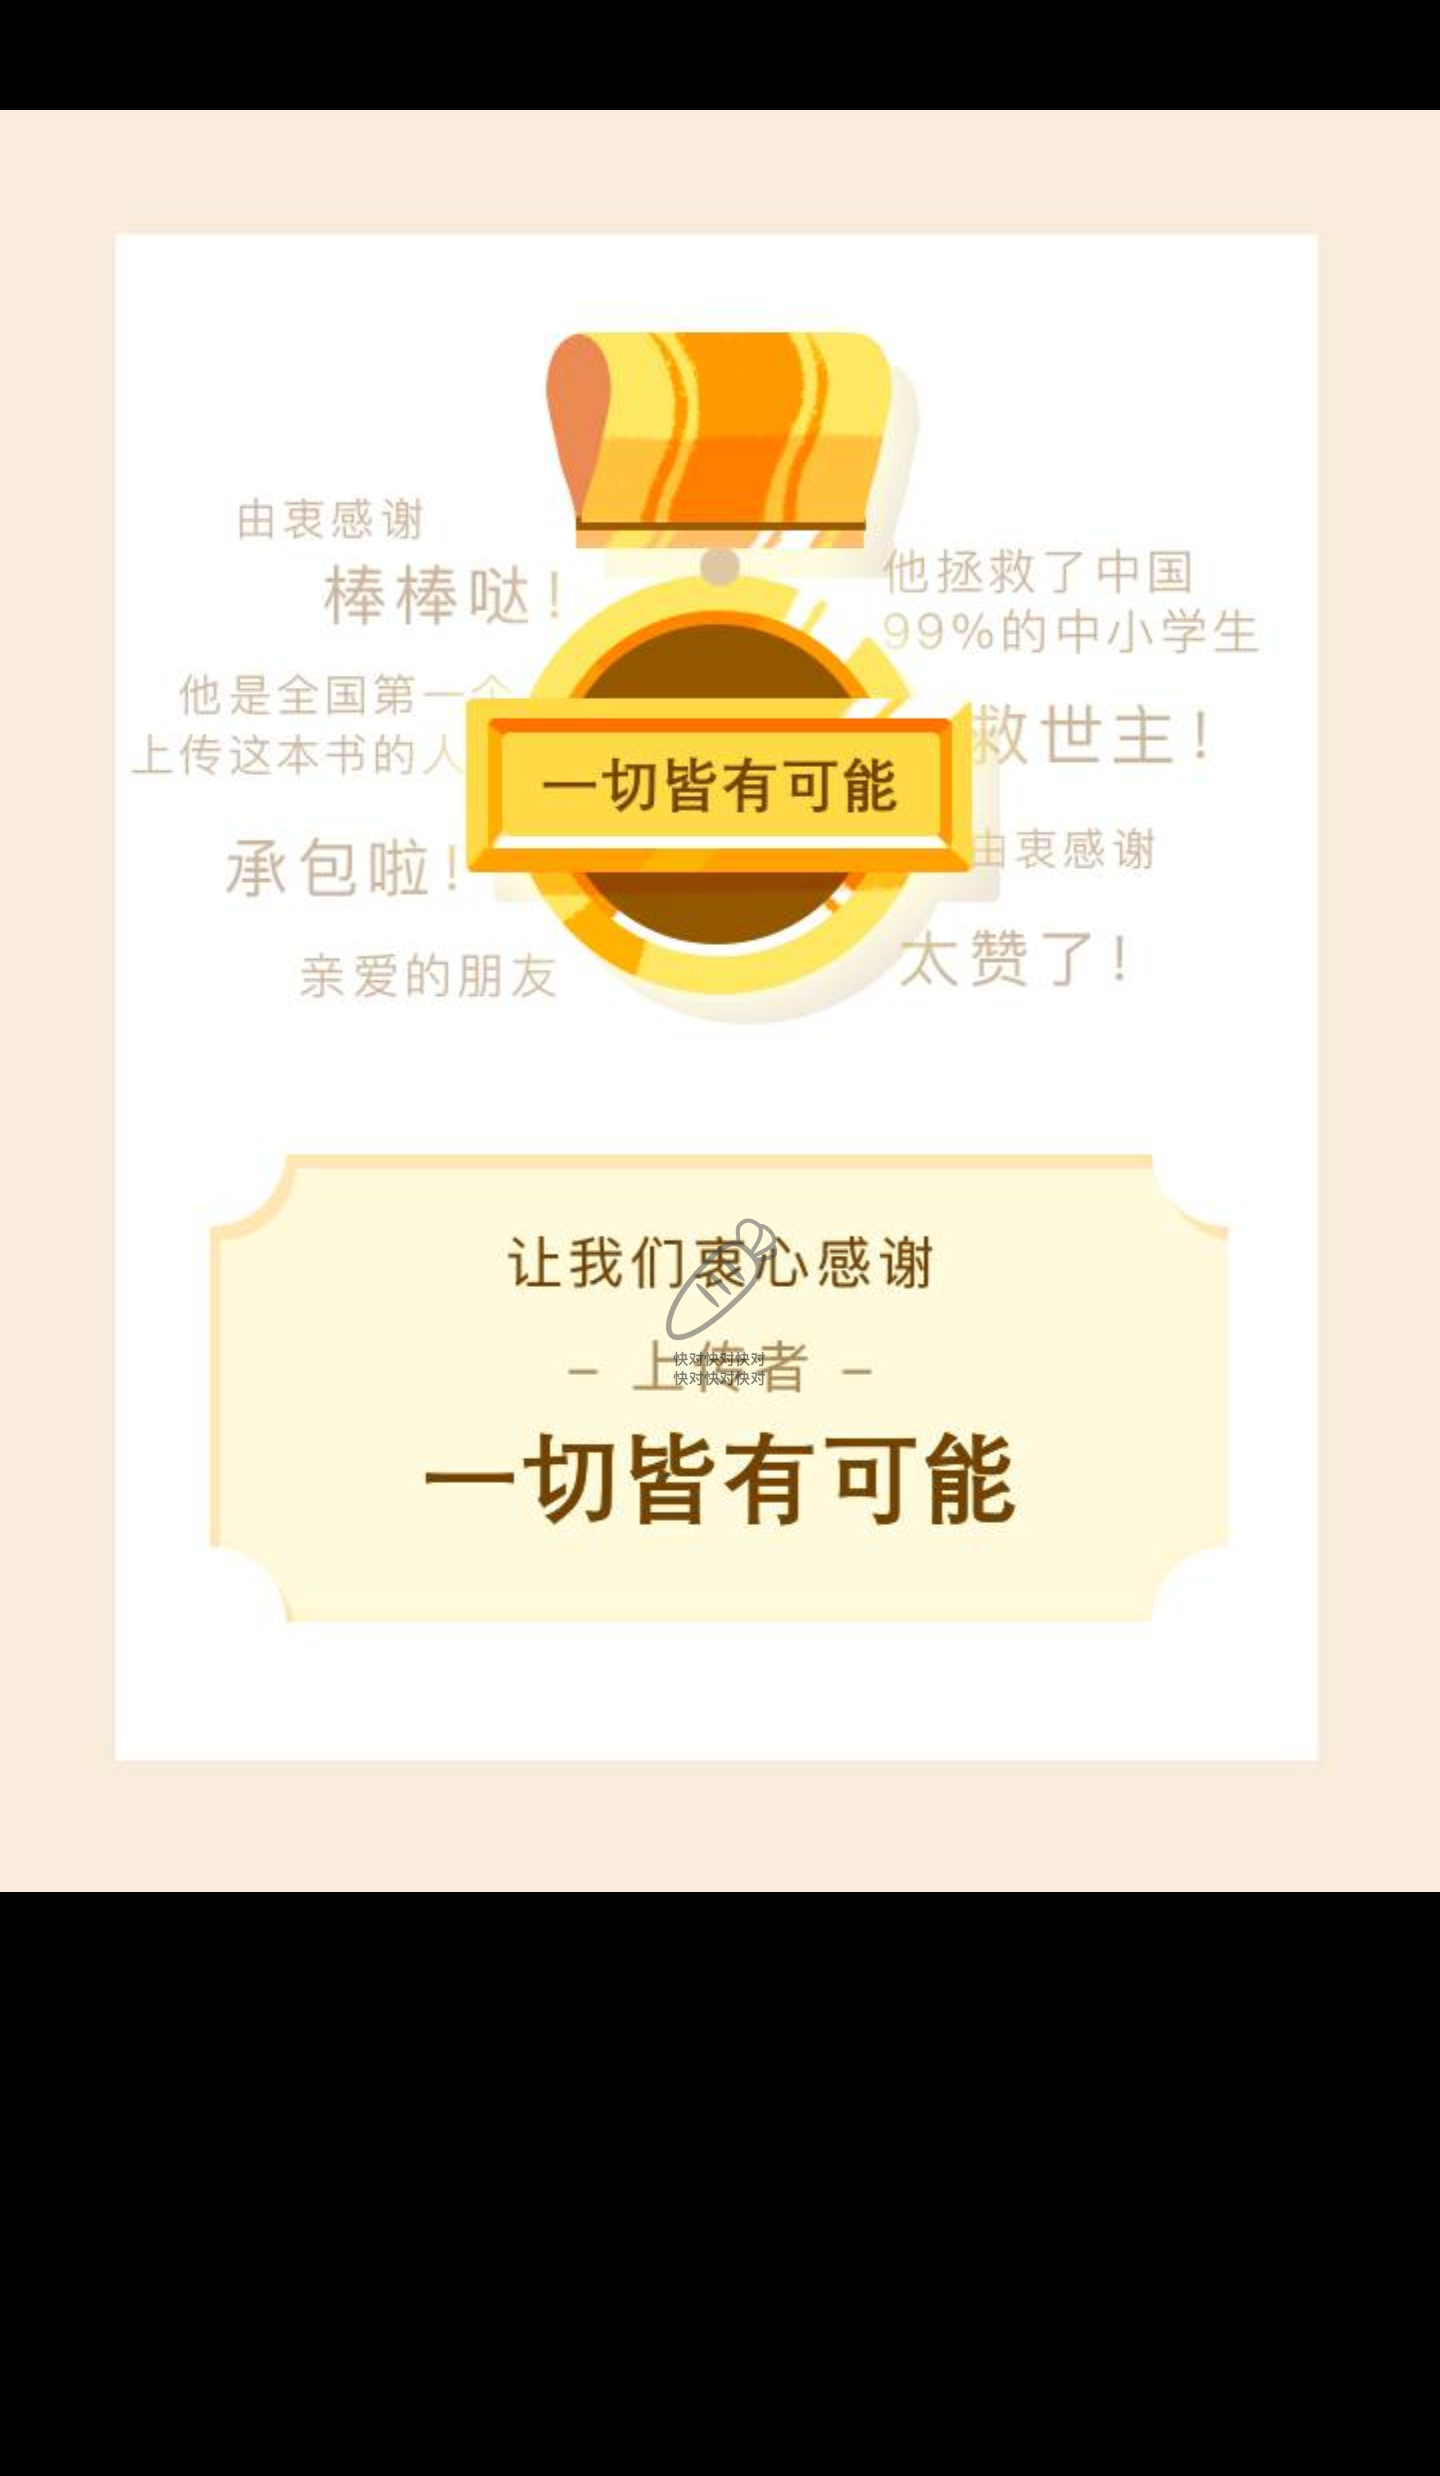 由衷感谢
棒棒哒!
他是全国第一个
上传这本书的人
承包啦!
亲爱的朋友
他拯救了中国
99%的中小学生
救世主!
由衷感谢
太赞了!
一切皆有可能
让我们衷心感谢
- 上传者 -
快对快对快对
快对快对快对
一切皆有可能